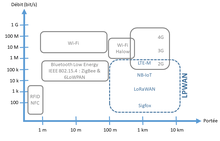 Débit (bit/s)
1 G
100 M
10 M
1 M
100 k
10 k
1 k
100
Wi-Fi
Wi-Fi
Halow
5G
4G
3G
2G
Bluetooth Low Energy
IEEE 802.15.4 : ZigBee &
6LoWPAN
LTE-M
NB-IoT
LoRaWAN
Sigfox
LPWAN
RFID
NFC
1 m
10 m
100 m
1 km
10 km
Portée